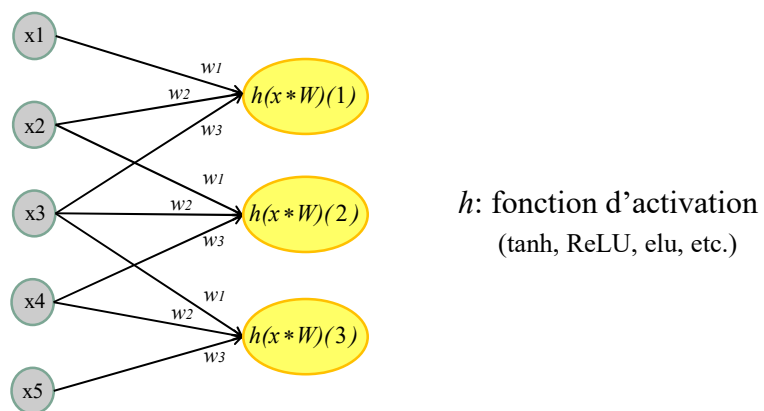 x1
w1
h(x*W)(1)
w2
x2
w3
w1
x3
w2
h(x*W)(2)
w3
h: fonction d'activation
(tanh, ReLU, elu, etc.)
x4
w1
w2
h(x*W)(3)
w3
x5